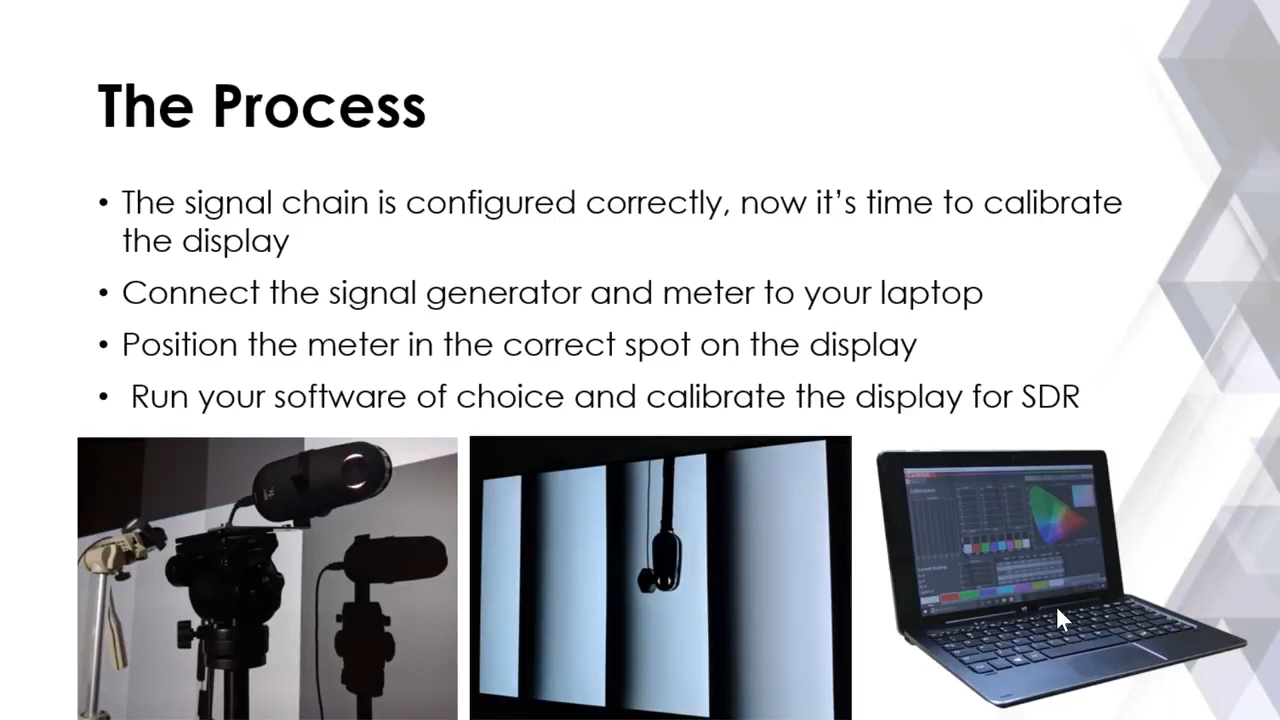 The Process
• The signal chain is configured correctly, now it’s time to calibrate
the display
• Connect the signal generator and meter to your laptop
• Position the meter in the correct spot on the display
• Run your software of choice and calibrate the display for SDR